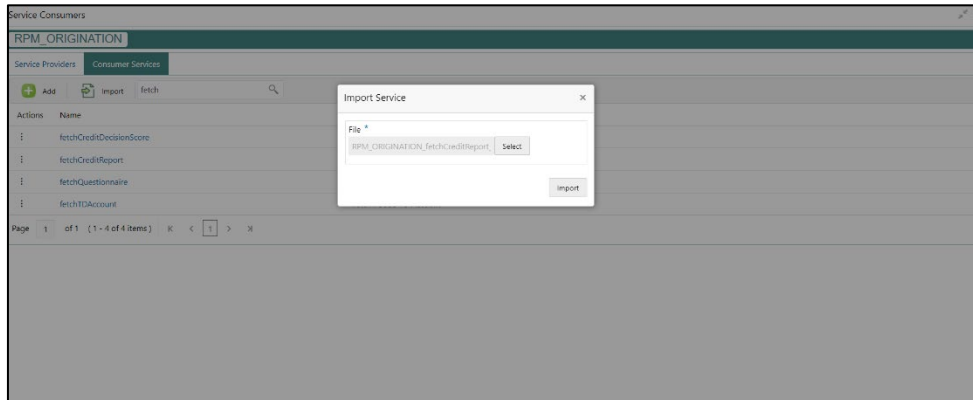 Service Consumers
RPM_ORIGINATION
Service Providers Consumer Services
Add Import fetch
Import Service ×
File *
RPM_ORIGINATION_fetchCreditReport_ Select
Import
Actions Name
fetchCreditDecisionScore
fetchCreditReport
fetchQuestionnaire
fetchTDAccount
Page 1 of 1 (1 - 4 of 4 items) 1